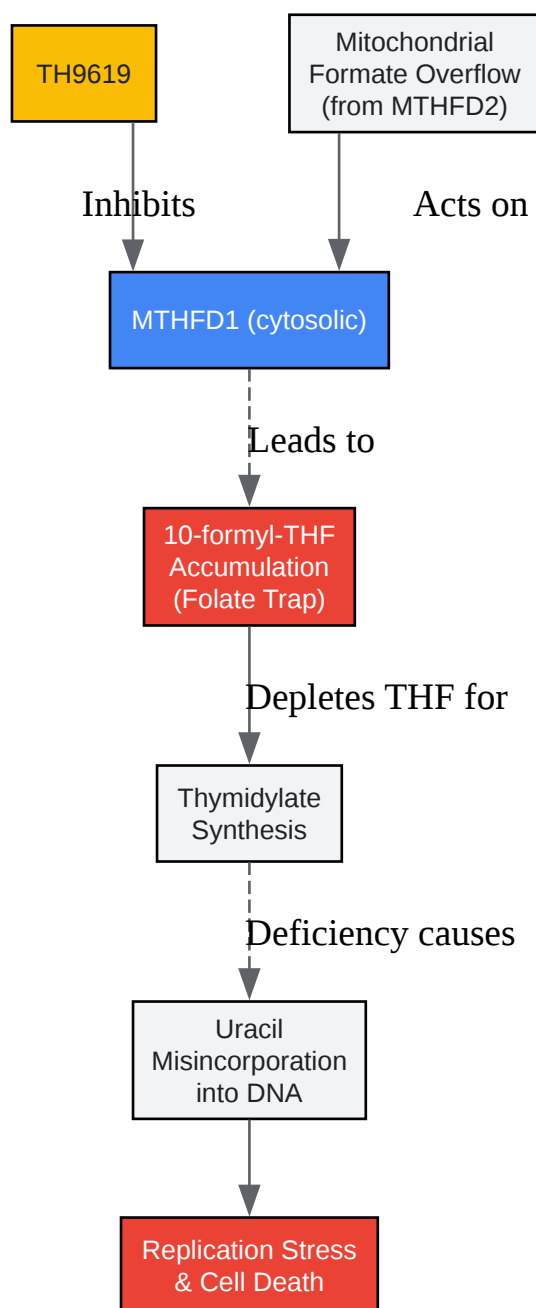 TH9619
Mitochondrial
Formate Overflow
(from MTHFD2)
Inhibits
Acts on
MTHFD1 (cytosolic)
Leads to
10-formyl-THF
Accumulation
(Folate Trap)
Depletes THF for
Thymidylate
Synthesis
Deficiency causes
Uracil
Misincorporation
into DNA
Replication Stress
& Cell Death